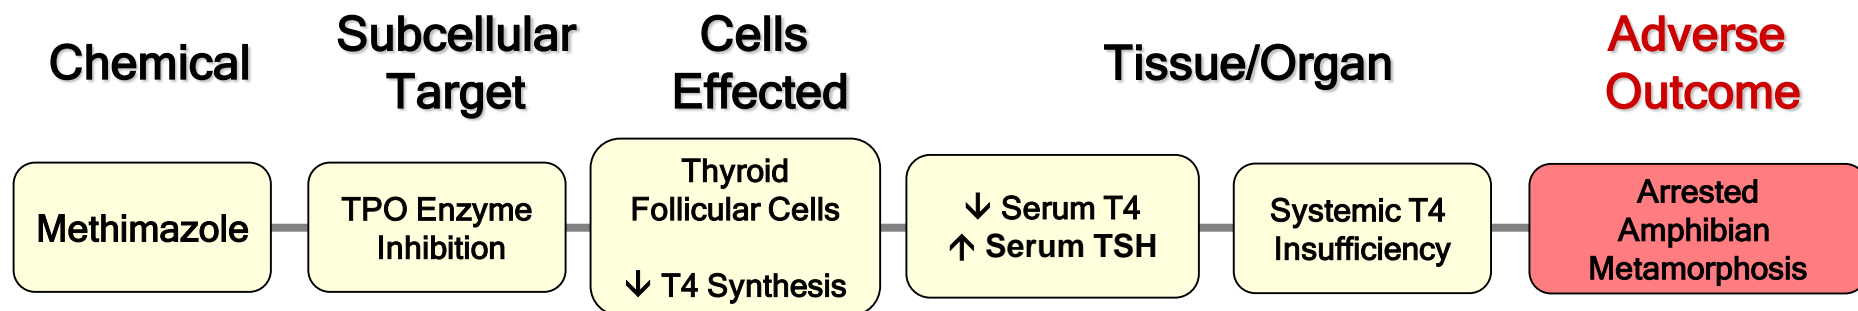 Chemical
Subcellular
Target
Cells
Effected
Tissue/Organ
Adverse
Outcome
Methimazole
TPO Enzyme
Inhibition
Thyroid
Follicular Cells
↓ T4 Synthesis
↓ Serum T4
↑ Serum TSH
Systemic T4
Insufficiency
Arrested
Amphibian
Metamorphosis